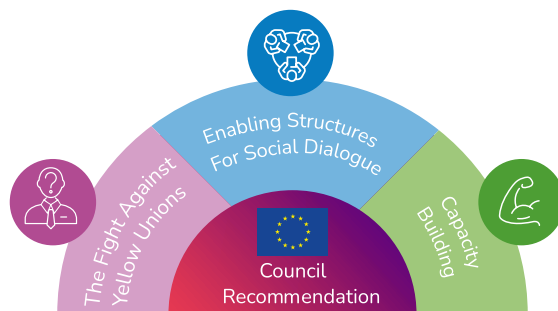 The Fight Against
Yellow Unions
Enabling Structures
For Social Dialogue
Capacity
Building
Council
Recommendation
?